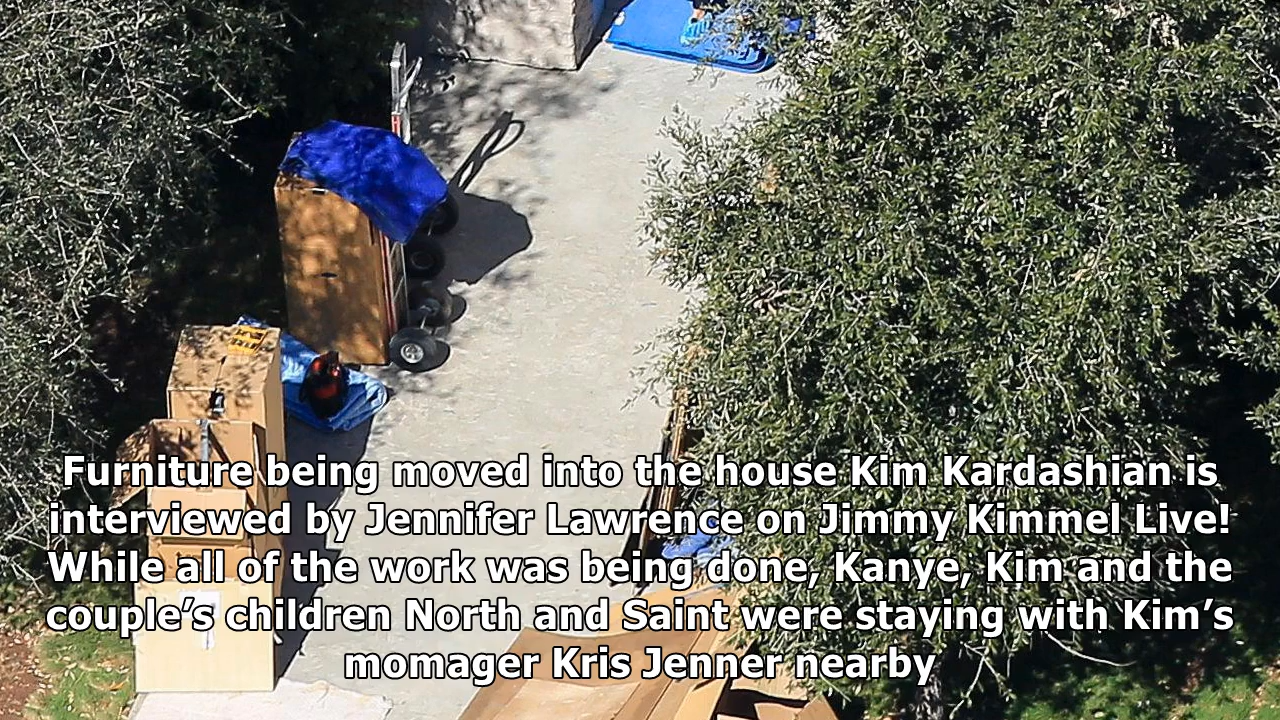 Furniture being moved into the house Kim Kardashian is
interviewed by Jennifer Lawrence on Jimmy Kimmel Live!
While all of the work was being done, Kanye, Kim and the
couple’s children North and Saint were staying with Kim’s
momager Kris Jenner nearby